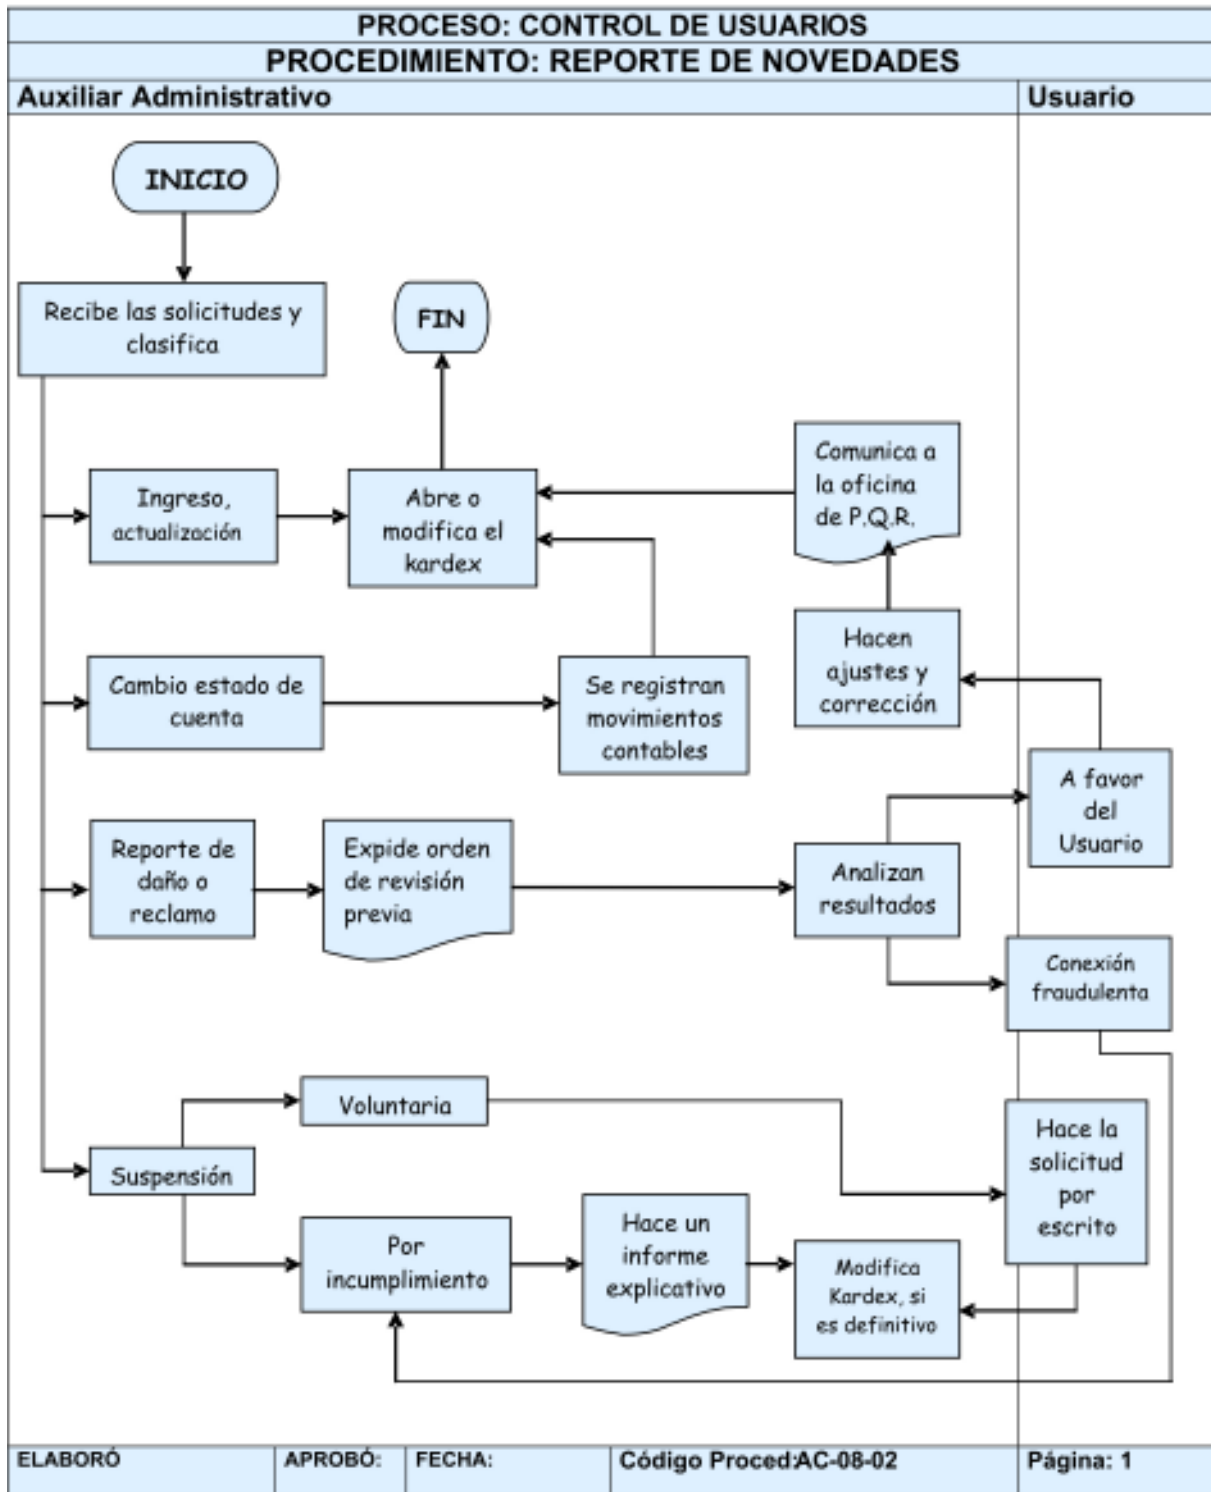 PROCESO: CONTROL DE USUARIOS
PROCEDIMIENTO: REPORTE DE NOVEDADES
Auxiliar Administrativo
Usuario
INICIO
Recibe las solicitudes y
clasifica
FIN
Ingreso,
actualización
Abre o
modifica el
kardex
Comunica a
la oficina
de P.Q.R.
Hacen
ajustes y
corrección
Cambio estado de
cuenta
Se registran
movimientos
contables
A favor
del
Usuario
Reporte de
daño o
reclamo
Expide orden
de revisión
previa
Analizan
resultados
Conexión
fraudulenta
Voluntaria
Suspensión
Hace la
solicitud
por
escrito
Por
incumplimiento
Hace un
informe
explicativo
Modifica
Kardex, si
es definitivo
ELABORÓ
APROBÓ:
FECHA:
Código Proced:AC-08-02
Página: 1